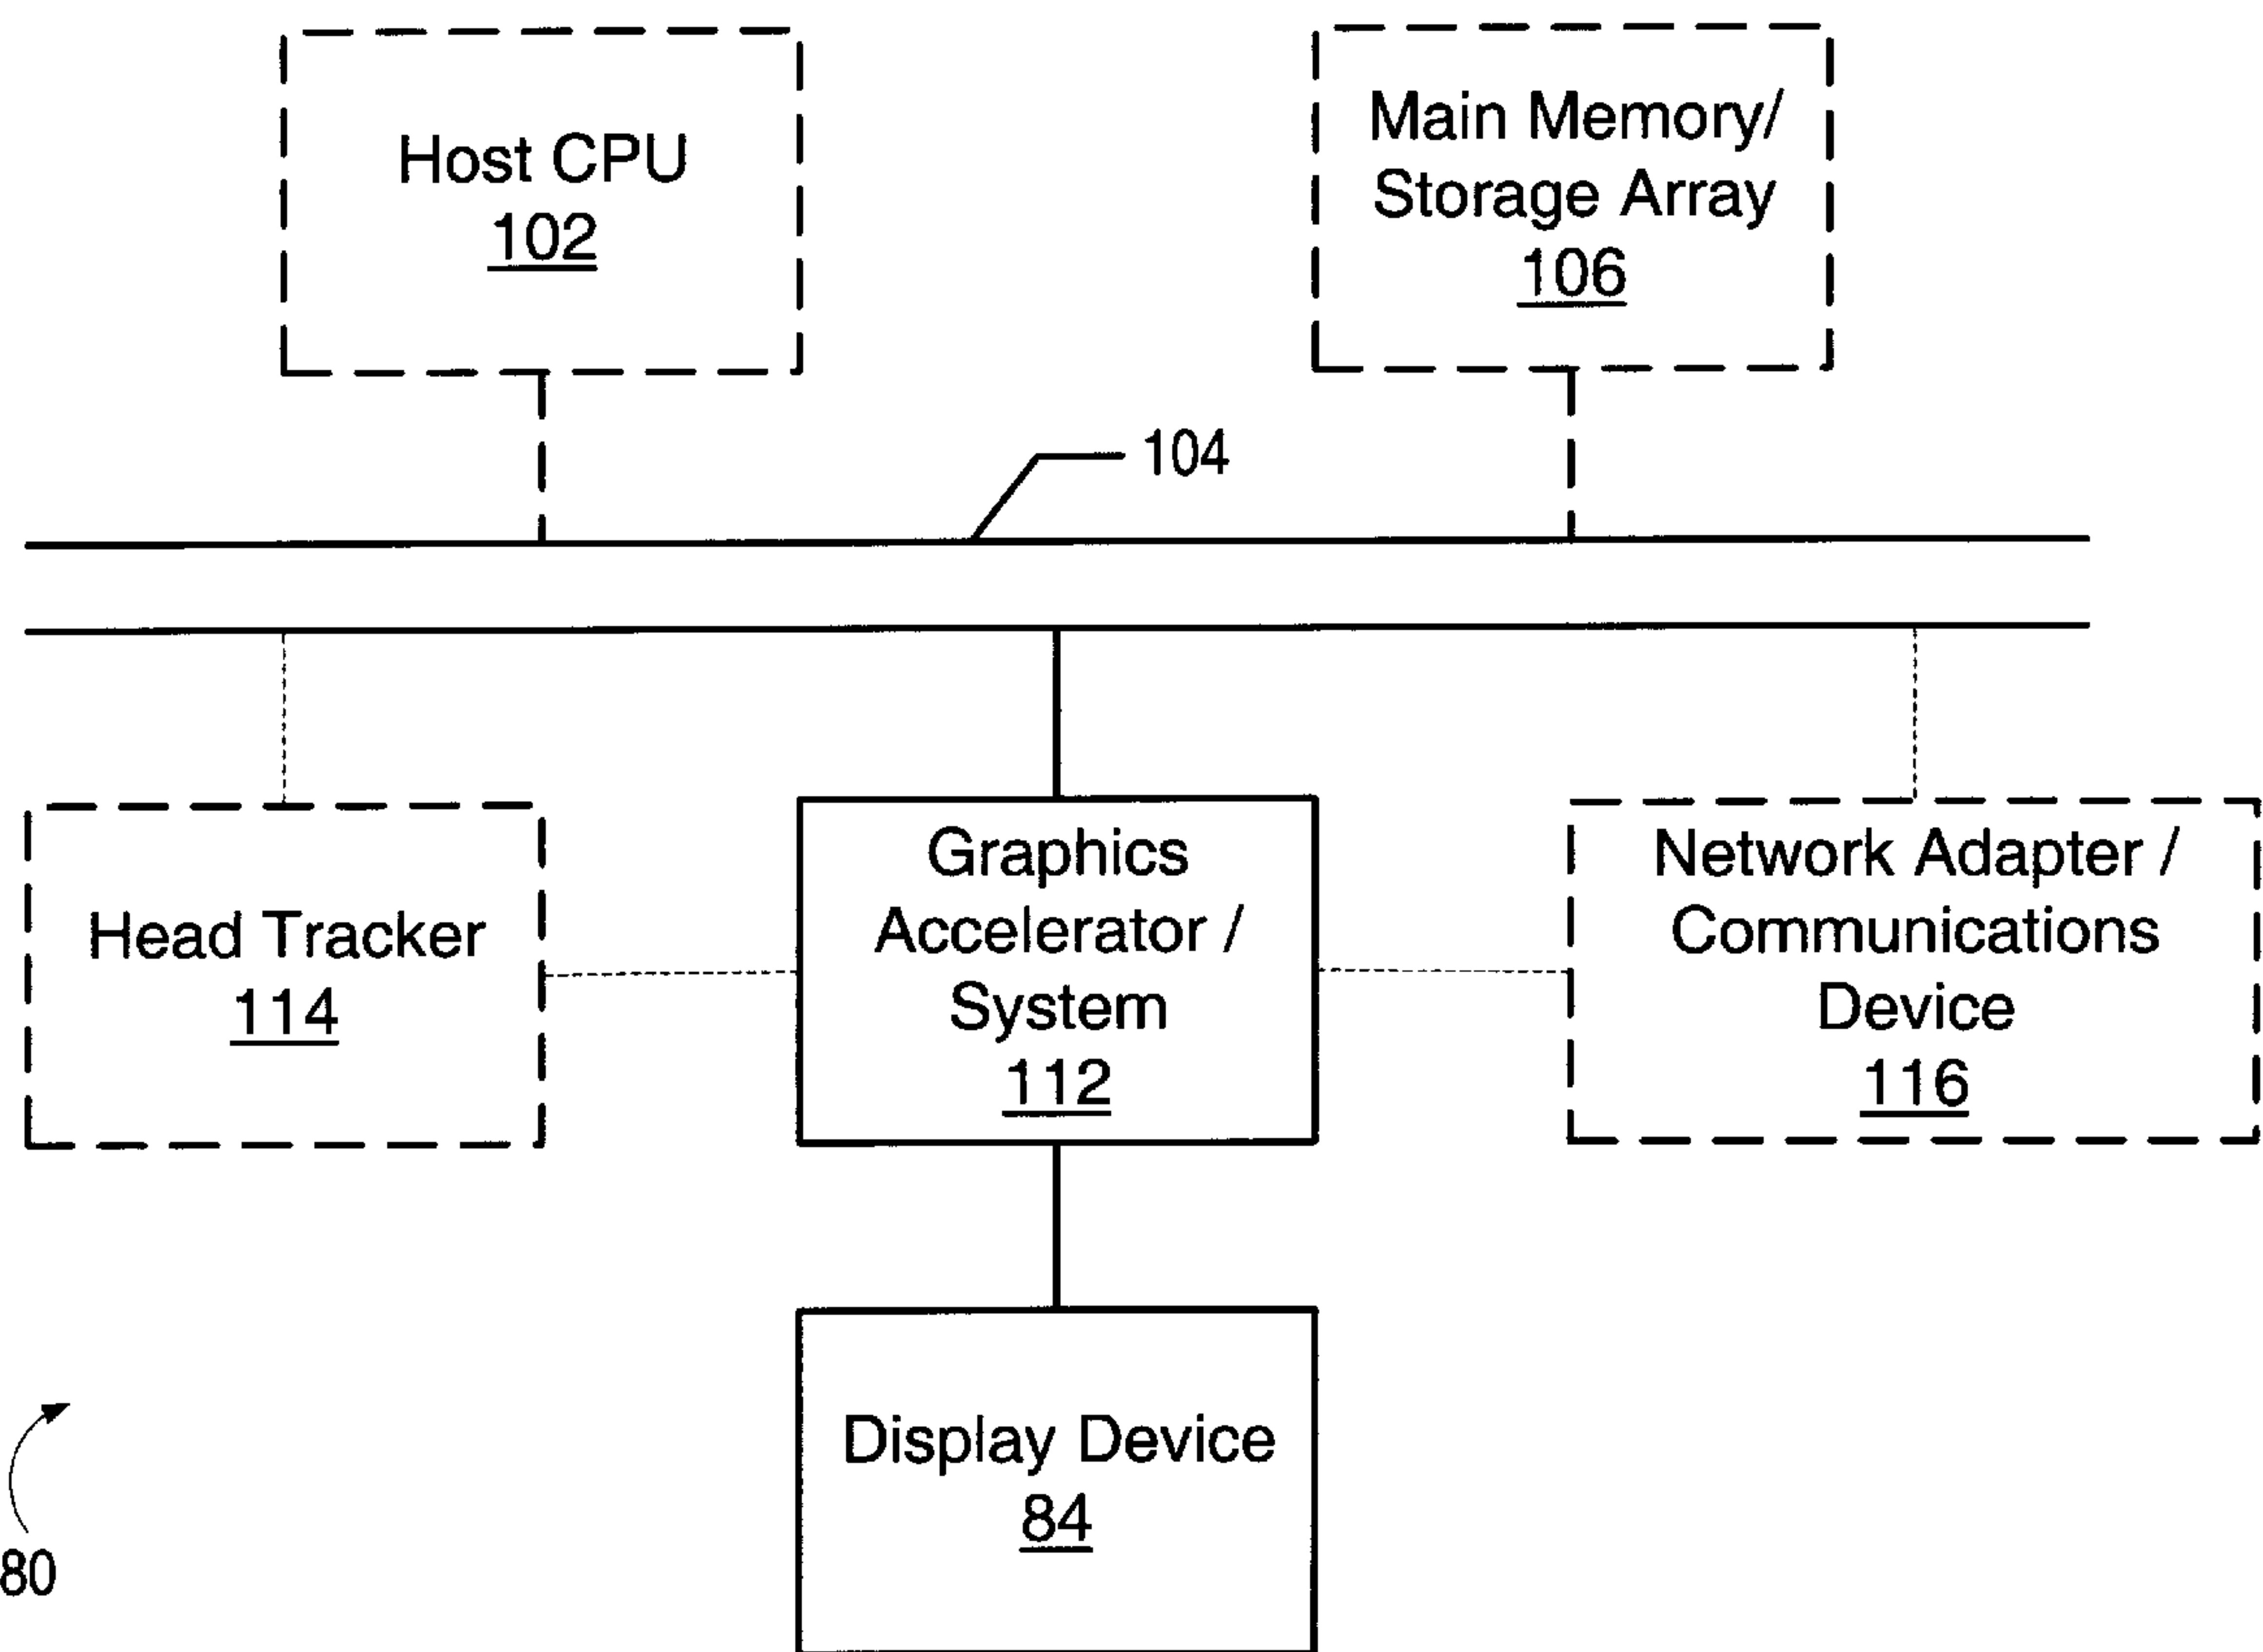 Host CPU
102
Main Memory/
Storage Array
106
104
Head Tracker
114
Graphics
Accelerator /
System
112
Network Adapter /
Communications
Device
116
Display Device
84
80